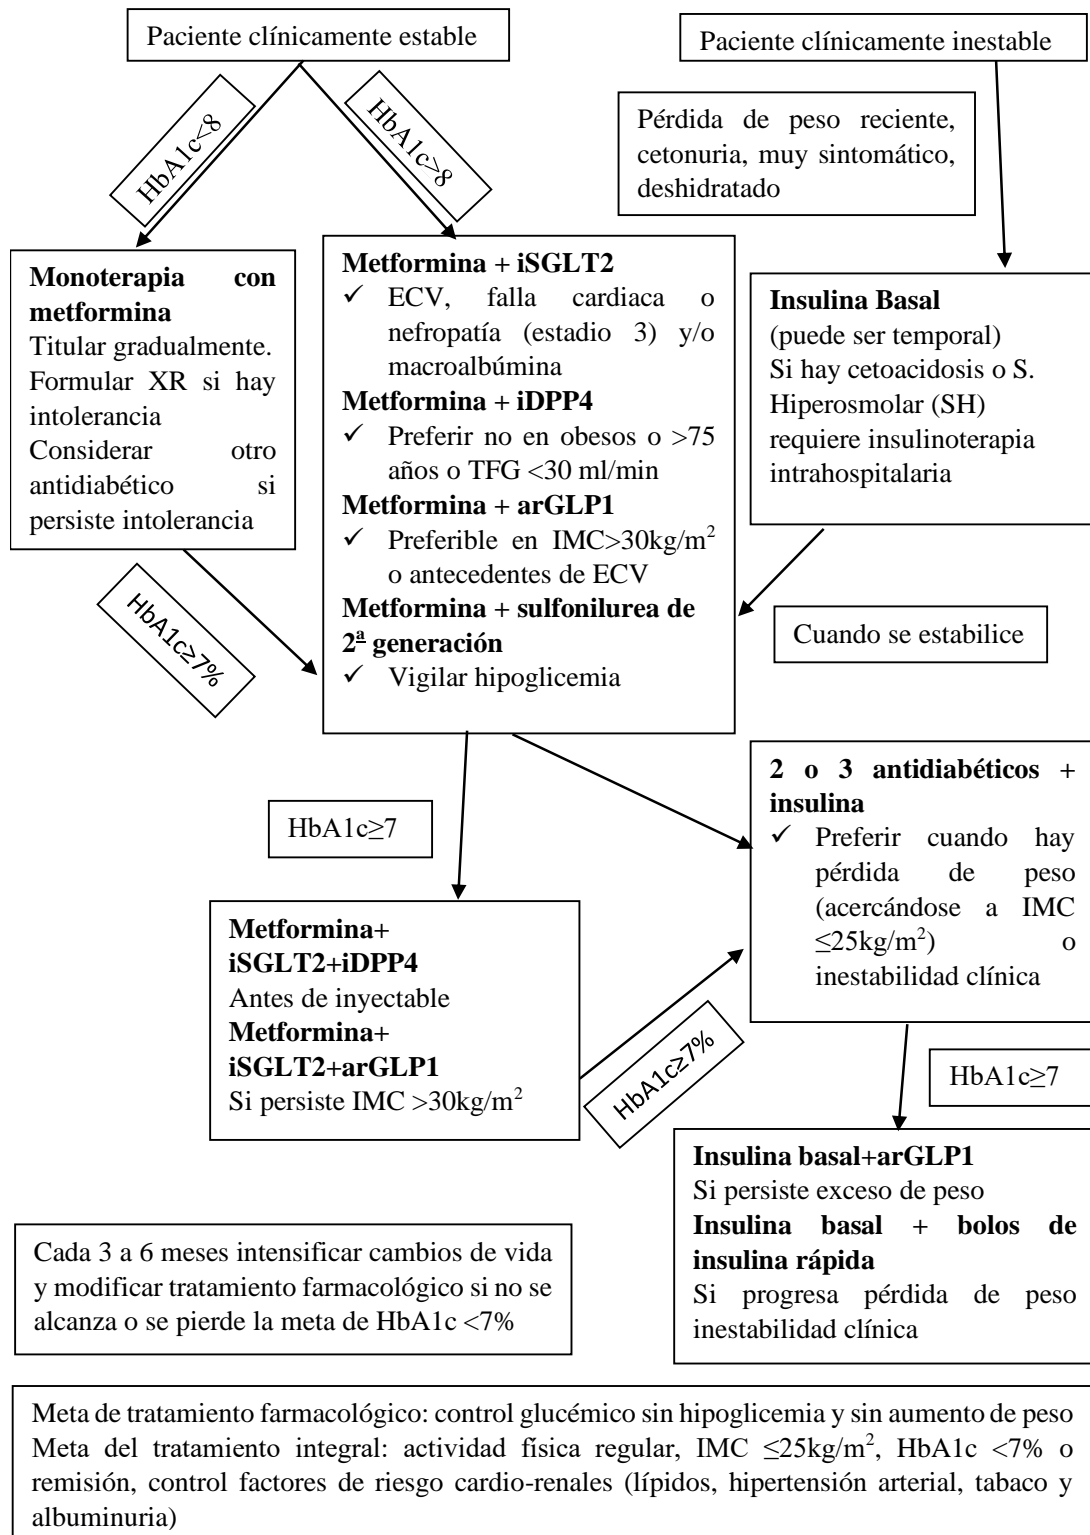 Paciente clínicamente estable
Paciente clínicamente inestable
HbA1c<8
HbA1c>8
Pérdida de peso reciente,
cetonuria, muy sintomático,
deshidratado
Monoterapia con
metformina
Titular gradualmente.
Formular XR si hay
intolerancia
Considerar otro
antidiabético si
persiste intolerancia
Metformina + iSGLT2
✓ ECV, falla cardiaca o
nefropatía (estadio 3) y/o
macroalbúmina
Metformina + iDPP4
✓ Preferir no en obesos o >75
años o TFG <30 ml/min
Metformina + arGLP1
✓ Preferible en IMC>30kg/m²
o antecedentes de ECV
Metformina + sulfonilurea de
2ª generación
✓ Vigilar hipoglicemia
Insulina Basal
(puede ser temporal)
Si hay cetoacidosis o S.
Hiperosmolar (SH)
requiere insulinoterapia
intrahospitalaria
HbA1c≥7%
Cuando se estabilice
HbA1c≥7
2 o 3 antidiabéticos +
insulina
✓ Preferir cuando hay
pérdida de peso
(acercándose a IMC
≤25kg/m²) o
inestabilidad clínica
Metformina+
iSGLT2+iDPP4
Antes de inyectable
Metformina+
iSGLT2+arGLP1
Si persiste IMC >30kg/m²
HbA1c≥7%
HbA1c≥7
Insulina basal+arGLP1
Si persiste exceso de peso
Insulina basal + bolos de
insulina rápida
Si progresa pérdida de peso
inestabilidad clínica
Cada 3 a 6 meses intensificar cambios de vida
y modificar tratamiento farmacológico si no se
alcanza o se pierde la meta de HbA1c <7%
Meta de tratamiento farmacológico: control glucémico sin hipoglicemia y sin aumento de peso
Meta del tratamiento integral: actividad física regular, IMC ≤25kg/m², HbA1c <7% o
remisión, control factores de riesgo cardio-renales (lípidos, hipertensión arterial, tabaco y
albuminuria)